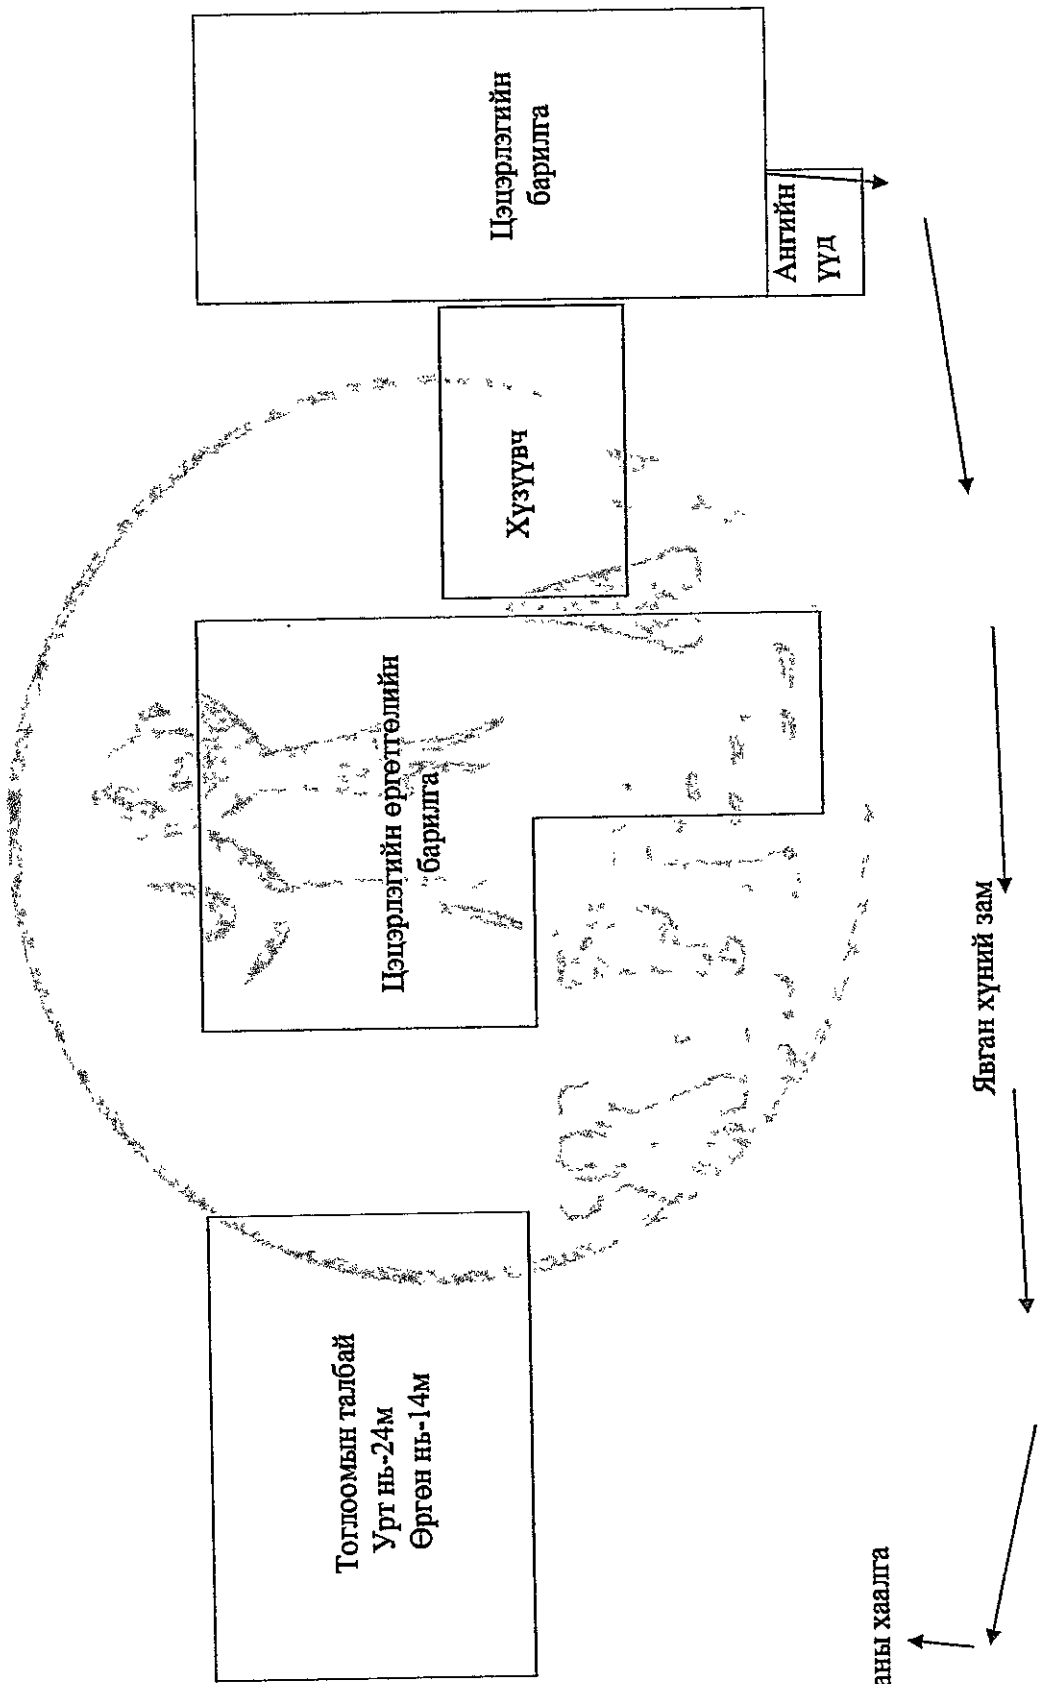 Цэцэрлэгийн
барилга
Ангийн
үүд
Хүзүүвч
Цэцэрлэгийн өргөтгөлийн
барилга
Явган хүний зам
Тоглоомын талбай
Урт нь-24м
Өргөн нь-14м
хаалга